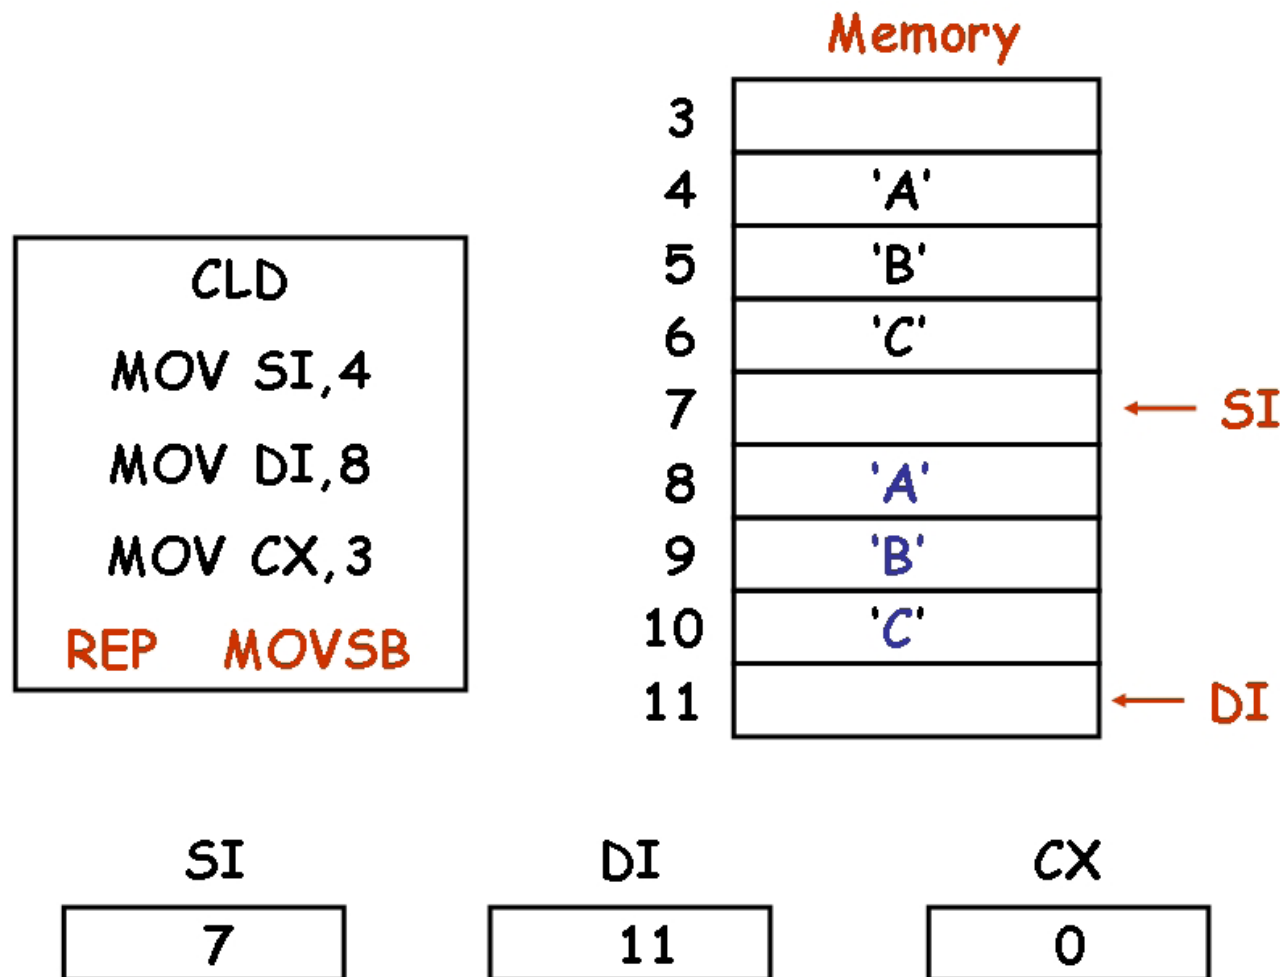 Memory
3
4 'A'
5 'B'
6 'C'
7 SI
8 'A'
9 'B'
10 'C'
11 DI
CLD
MOV SI,4
MOV DI,8
MOV CX,3
REP MOVSB
SI DI CX
7 11 0